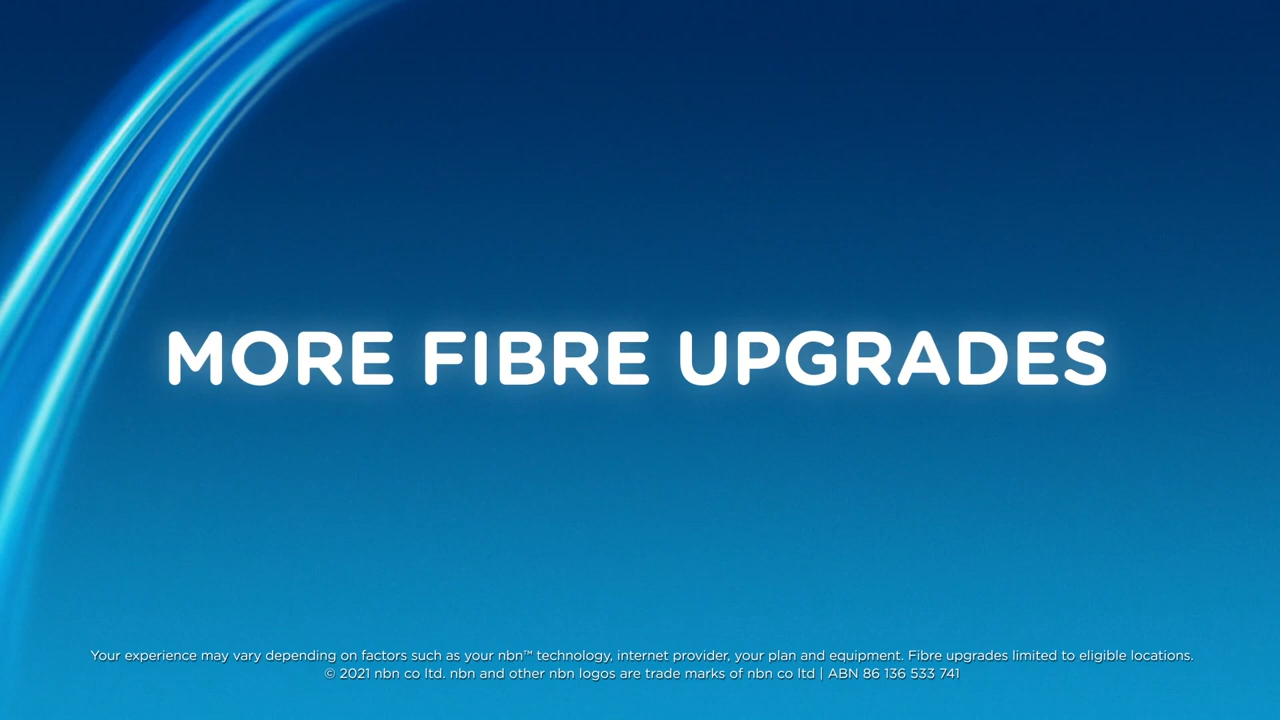 MORE FIBRE UPGRADES
Your experience may vary depending on factors such as your nbn™ technology, internet provider, your plan and equipment. Fibre upgrades limited to eligible locations.
© 2021 nbn co ltd. nbn and other nbn logos are trade marks of nbn co ltd | ABN 86 136 533 741